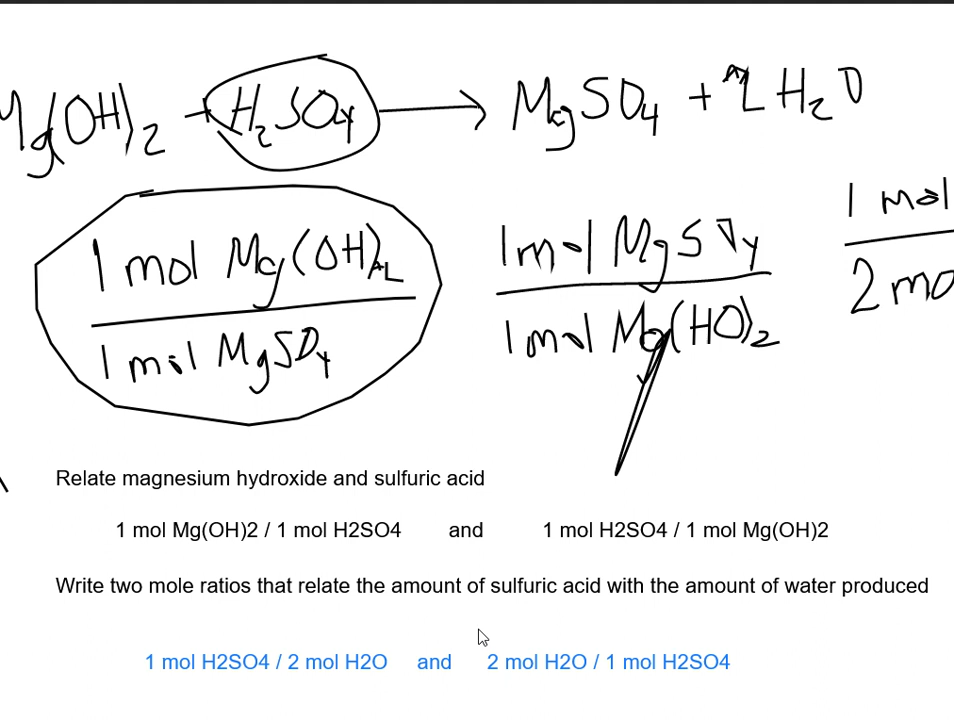 Mg(OH)2 + H2SO4 → MgSO4 + 2 H2O
1 mol Mg(OH)2 / 1 mol MgSO4
1 mol MgSO4 / 1 mol Mg(HO)2
1 mol
2 mo
Relate magnesium hydroxide and sulfuric acid
1 mol Mg(OH)2 / 1 mol H2SO4 and 1 mol H2SO4 / 1 mol Mg(OH)2
Write two mole ratios that relate the amount of sulfuric acid with the amount of water produced
1 mol H2SO4 / 2 mol H2O and 2 mol H2O / 1 mol H2SO4